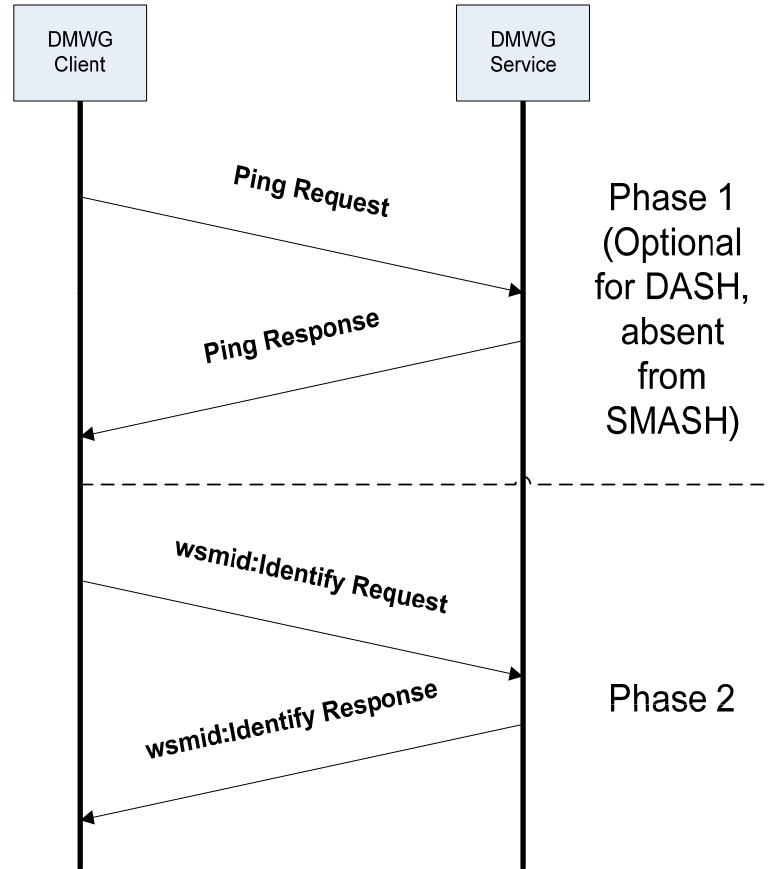 DMWG
Client
DMWG
Service
Ping Request
Phase 1
(Optional
for DASH,
absent
from
SMASH)
Ping Response
wsmid:Identify Request
wsmid:Identify Response
Phase 2